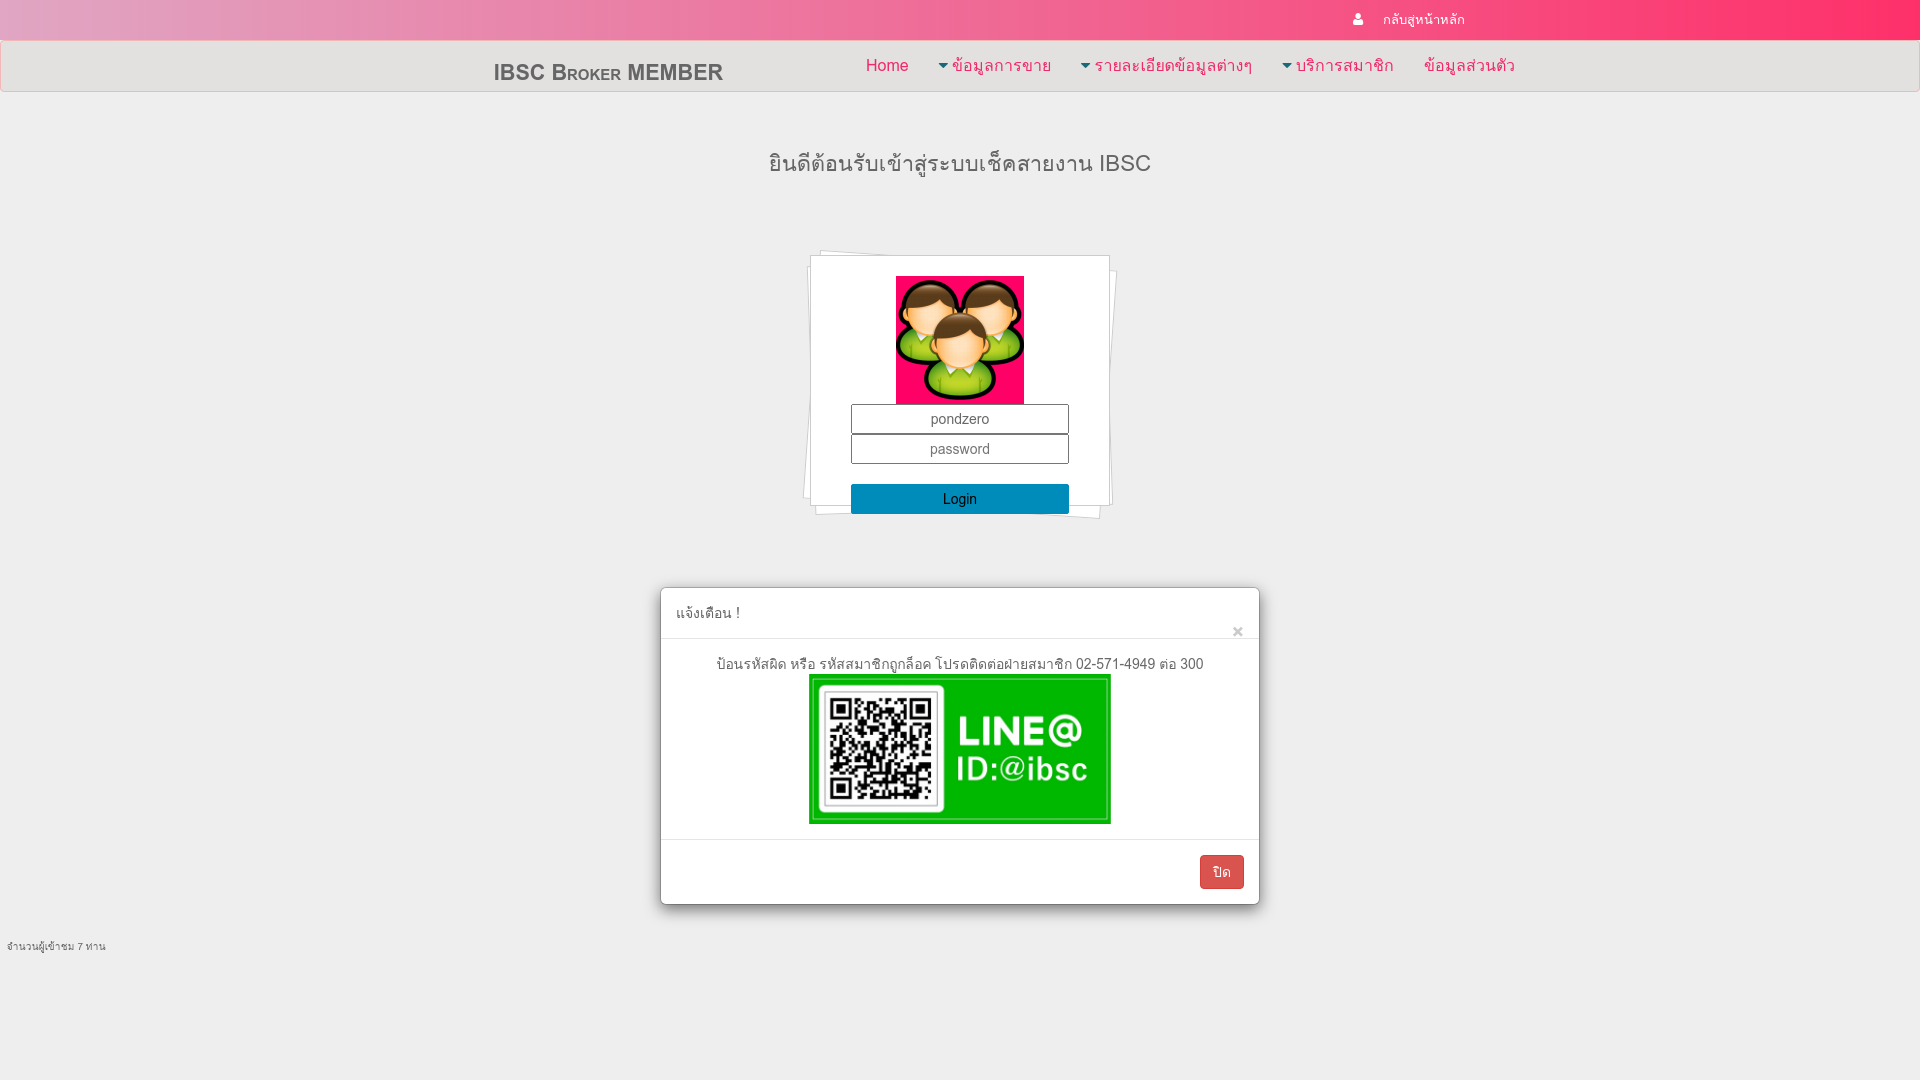 กลับสู่หน้าหลัก
IBSC Broker MEMBER
Home
ข้อมูลการขาย
รายละเอียดข้อมูลต่างๆ
บริการสมาชิก
ข้อมูลส่วนตัว
ยินดีต้อนรับเข้าสู่ระบบเช็คสายงาน IBSC
pondzero
password
Login
แจ้งเตือน !
×
ป้อนรหัสผิด หรือ รหัสสมาชิกถูกล็อค โปรดติดต่อฝ่ายสมาชิก 02-571-4949 ต่อ 300
LINE@
ID:@ibsc
ปิด
จำนวนผู้เข้าชม 7 ท่าน